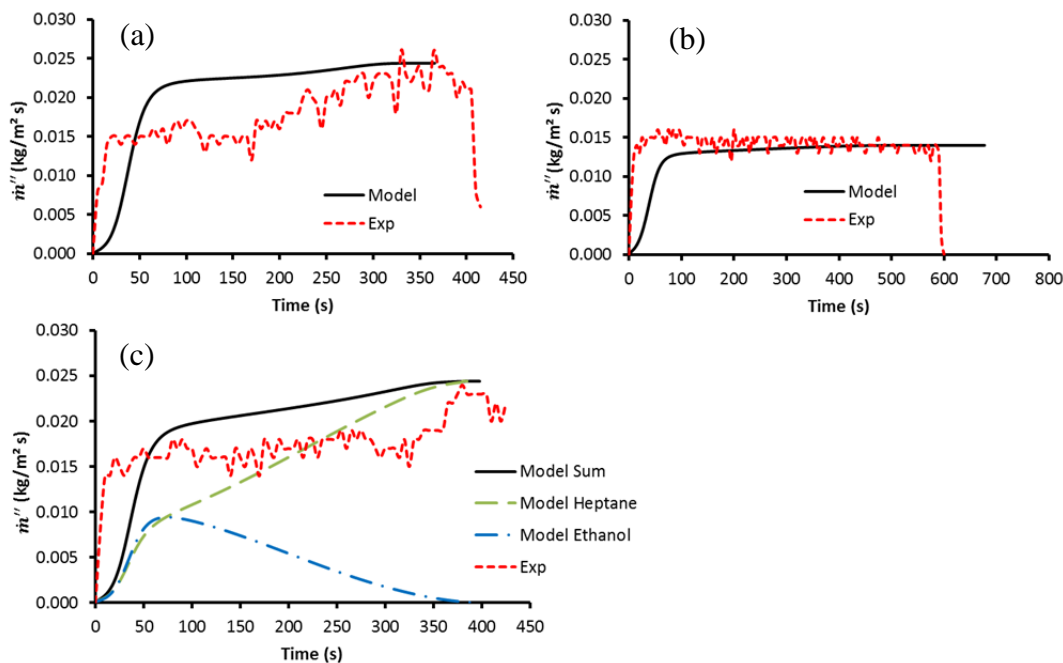 (a)
ṁ″ (kg/m² s)
0.030
0.025
0.020
0.015
0.010
0.005
0.000
0 50 100 150 200 250 300 350 400 450
Time (s)
Model
Exp
(b)
ṁ″ (kg/m² s)
0.030
0.025
0.020
0.015
0.010
0.005
0.000
0 100 200 300 400 500 600 700 800
Time (s)
Model
Exp
(c)
ṁ″ (kg/m² s)
0.030
0.025
0.020
0.015
0.010
0.005
0.000
0 50 100 150 200 250 300 350 400 450
Time (s)
Model Sum
Model Heptane
Model Ethanol
Exp